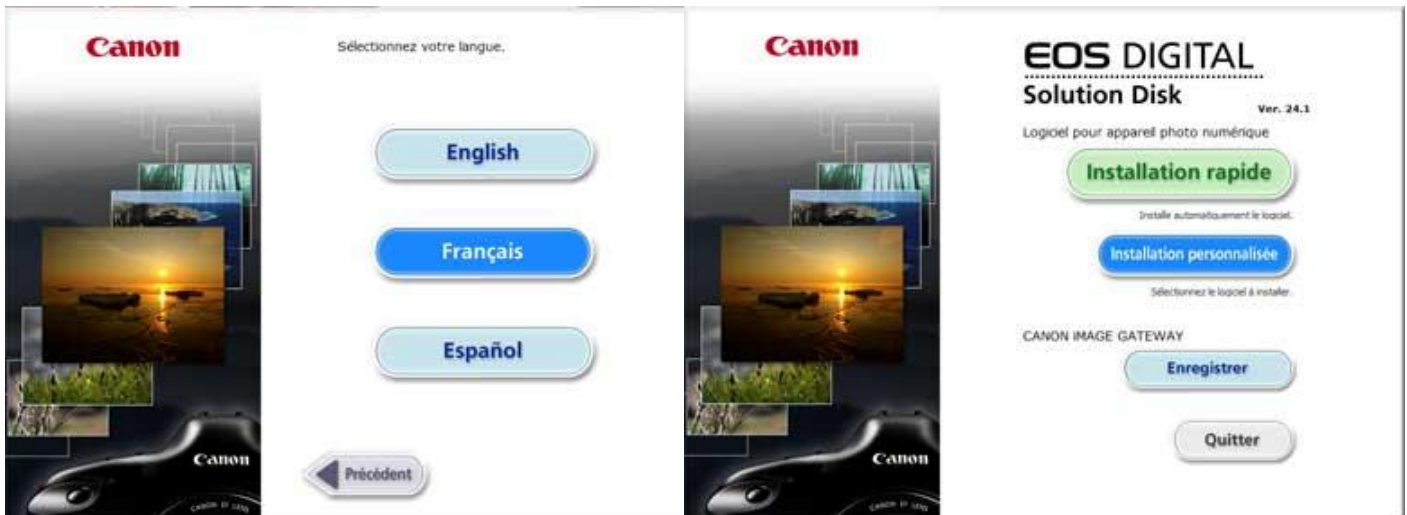 Canon
Sélectionnez votre langue.
English
Français
Español
Précédent
Canon
Canon
EOS DIGITAL
Solution Disk
Ver. 24.1
Logiciel pour appareil photo numérique
Installation rapide
Installe automatiquement le logiciel.
Installation personnalisée
Sélectionnez le logiciel à installer.
CANON iMAGE GATEWAY
Enregistrer
Quitter
Canon